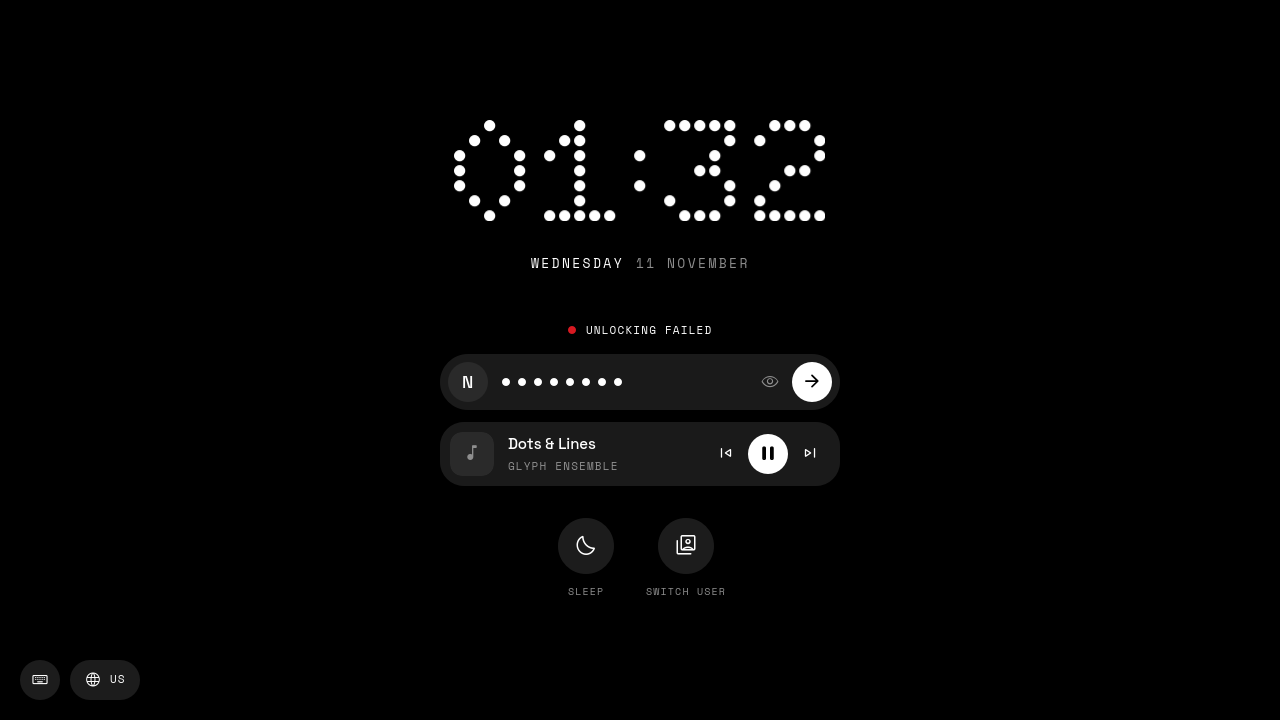 01:32
WEDNESDAY 11 NOVEMBER
UNLOCKING FAILED
N
Dots & Lines
GLYPH ENSEMBLE
SLEEP
SWITCH USER
US